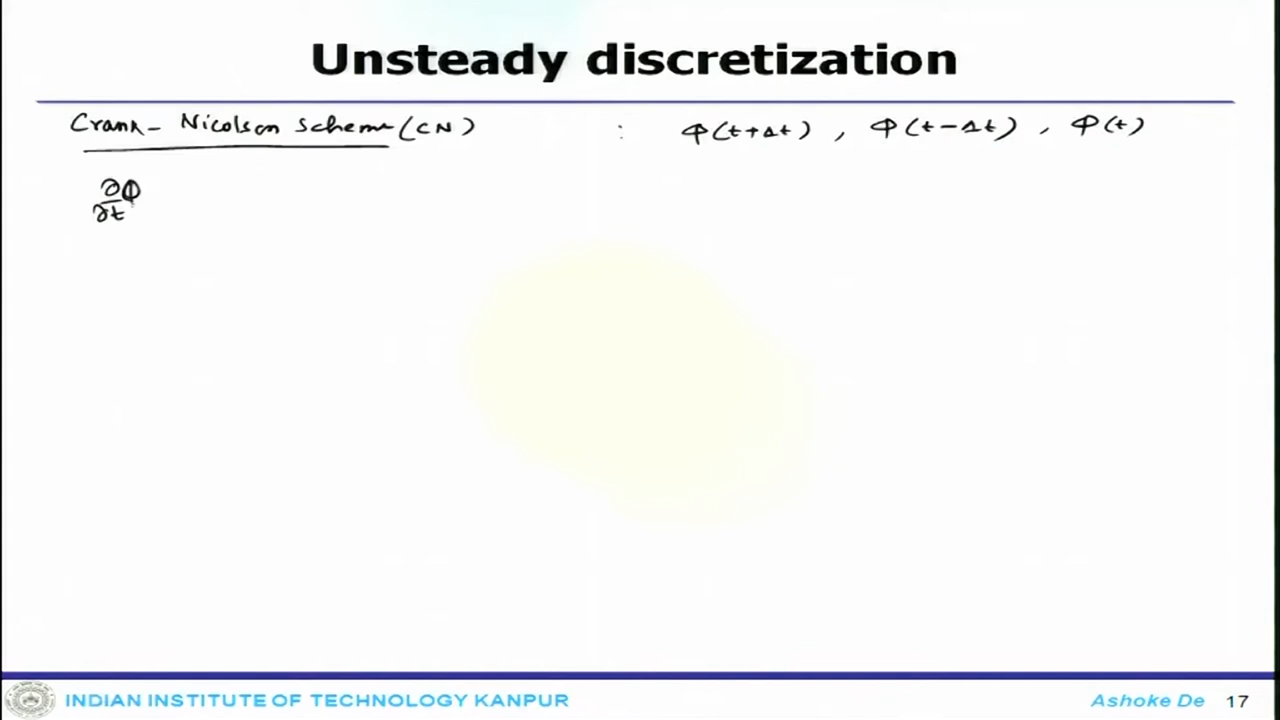 Unsteady discretization
Crank-Nicolson Scheme (CN) : Φ(t+Δt), Φ(t-Δt), Φ(t)
∂Φ
∂t
INDIAN INSTITUTE OF TECHNOLOGY KANPUR Ashoke De 17